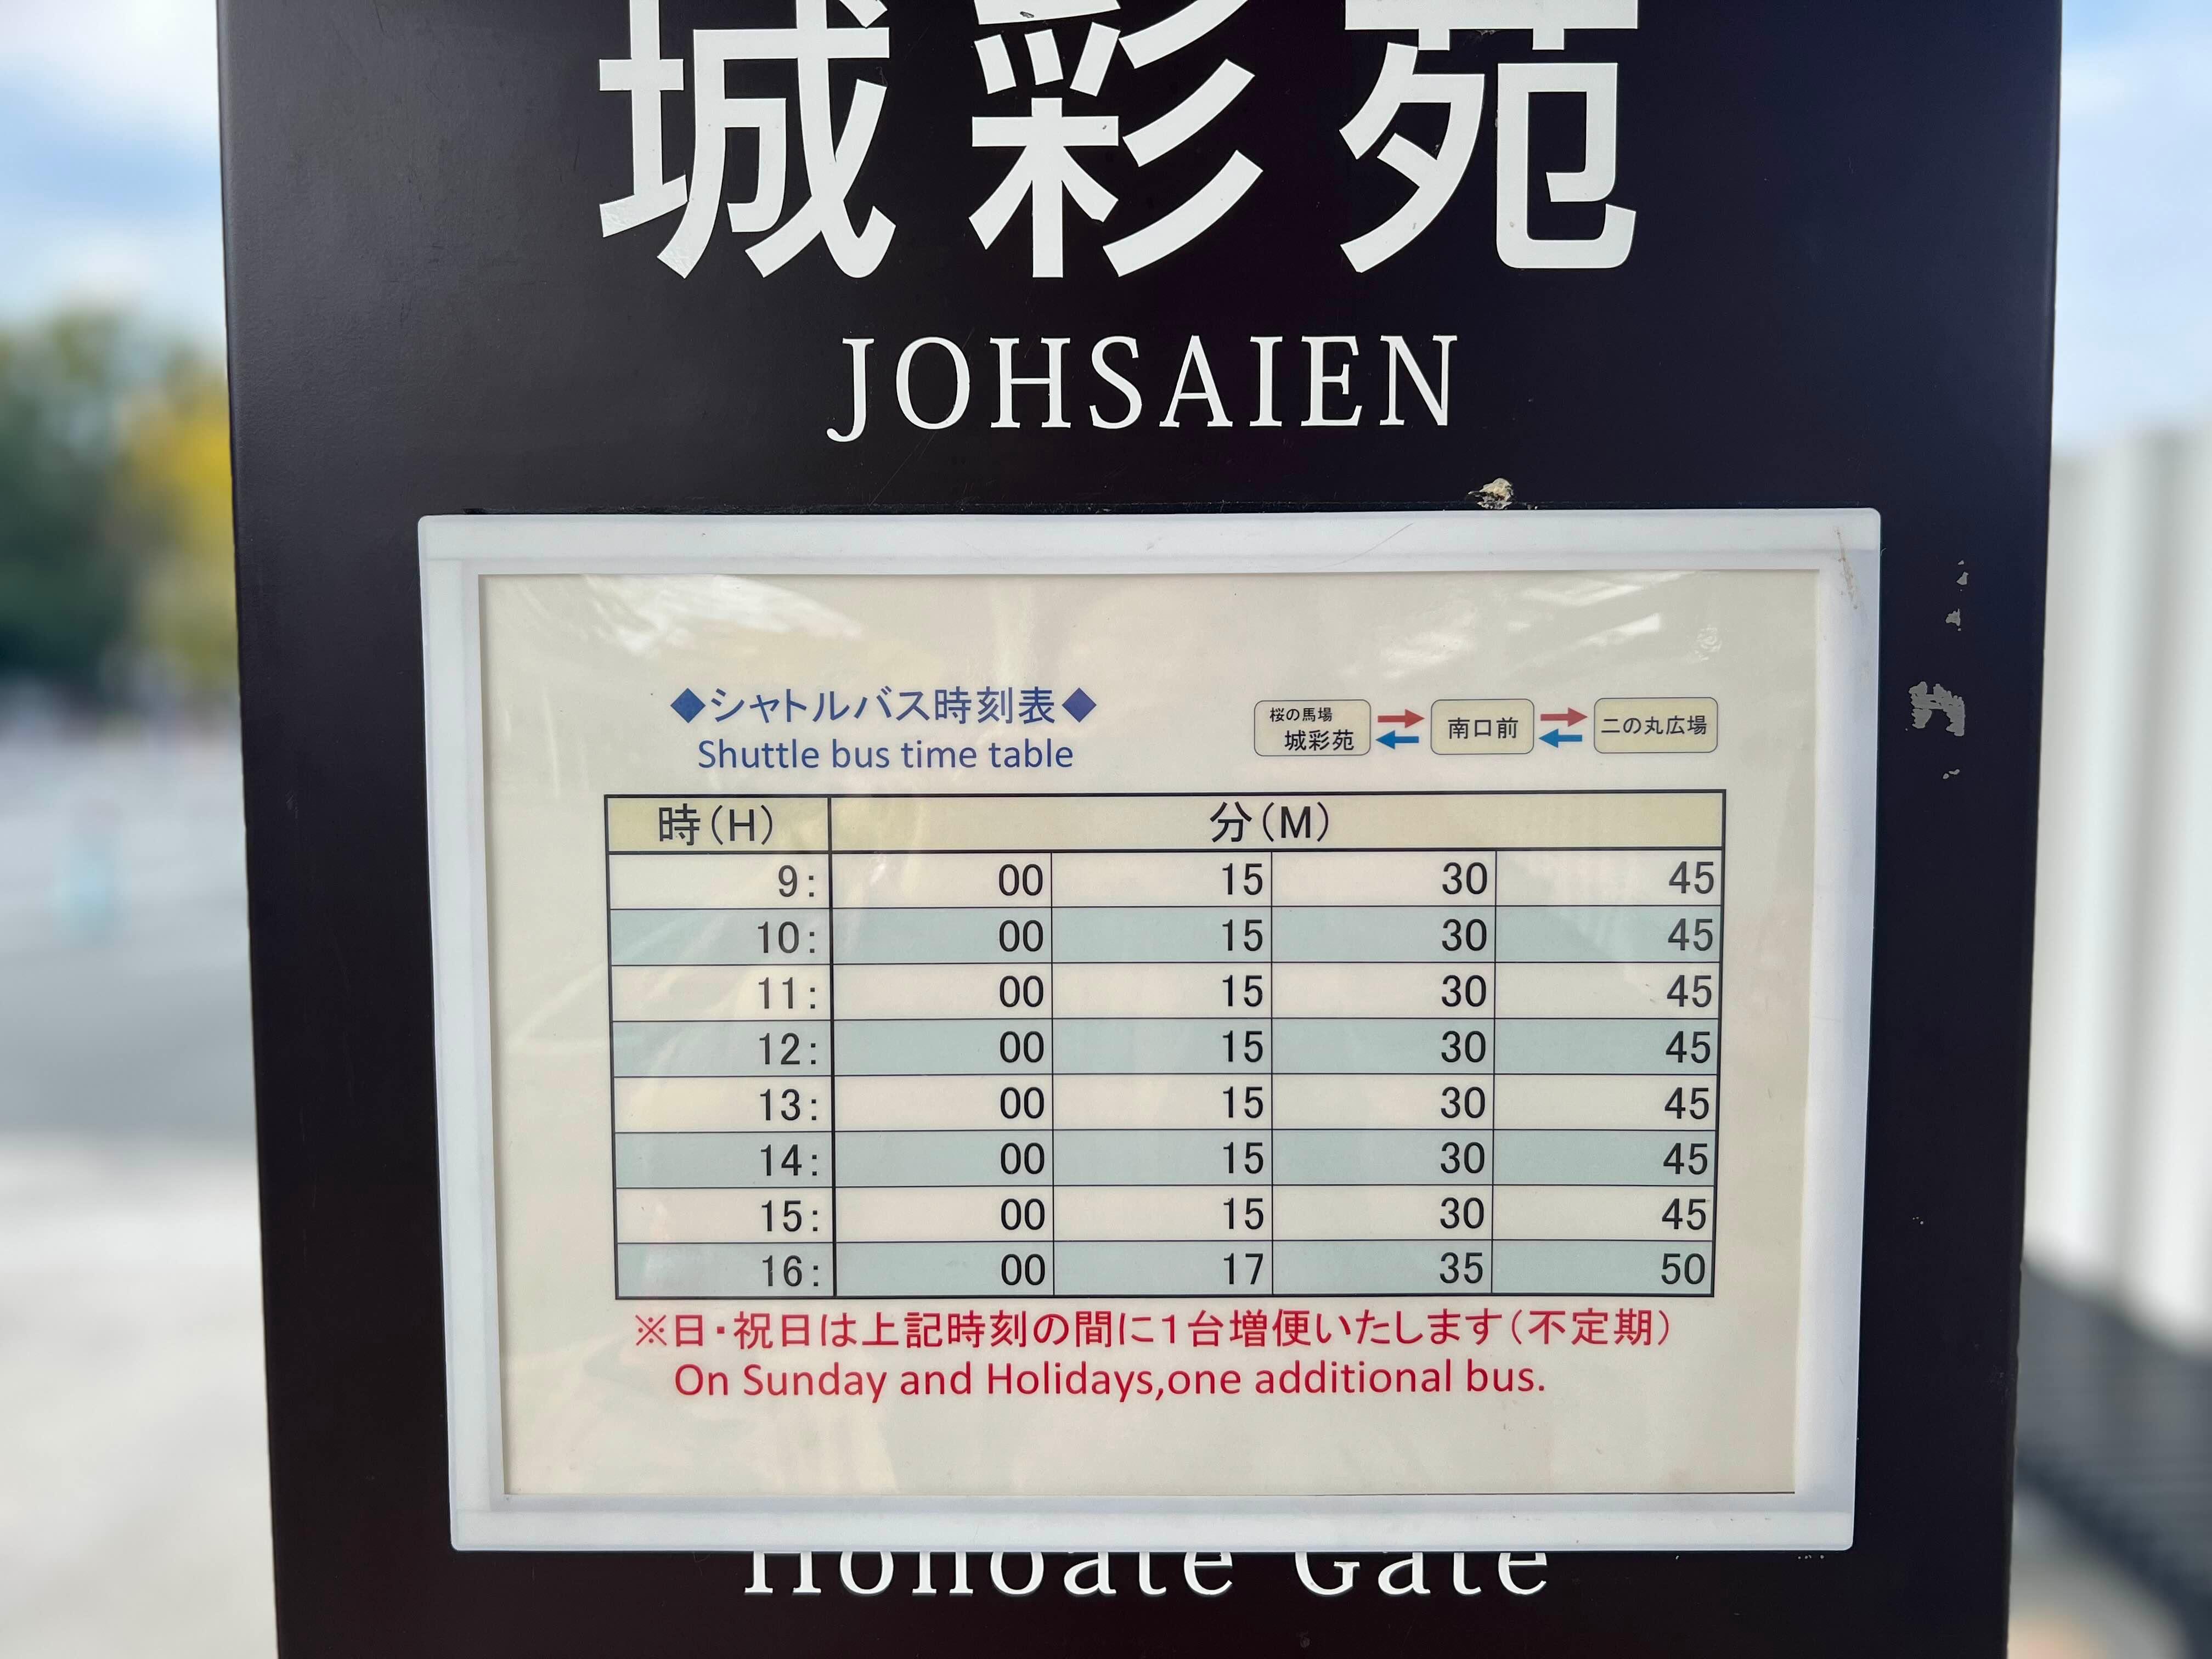 城彩苑
JOHSAIEN
◆シャトルバス時刻表◆
Shuttle bus time table
桜の馬場
城彩苑
南口前
二の丸広場
時(H) 分(M)
9: 00 15 30 45
10: 00 15 30 45
11: 00 15 30 45
12: 00 15 30 45
13: 00 15 30 45
14: 00 15 30 45
15: 00 15 30 45
16: 00 17 35 50
※日・祝日は上記時刻の間に1台増便いたします(不定期)
On Sunday and Holidays,one additional bus.
Gate